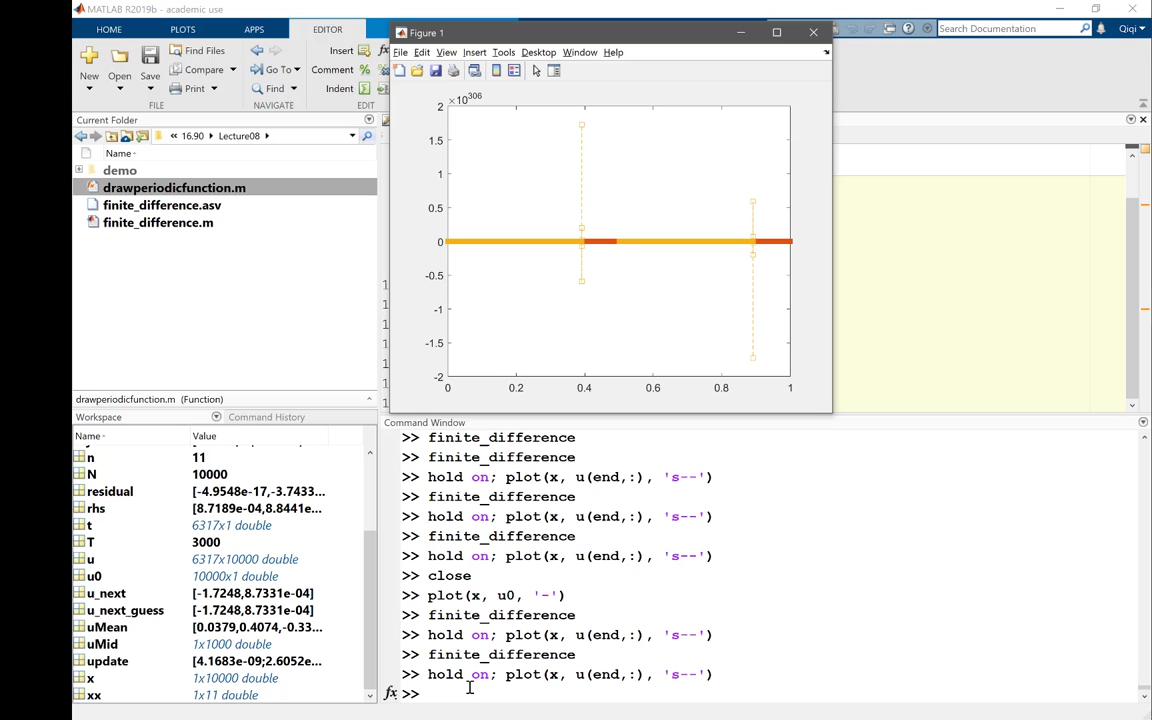 MATLAB R2019b - academic use
HOME PLOTS APPS EDITOR
Search Documentation Qiqi
New Open Save
Find Files
Compare
Print
FILE
Go To
Find
NAVIGATE
Insert
Comment %
Indent
EDIT
Current Folder
« 16.90 Lecture08
Name
demo
drawperiodicfunction.m
finite_difference.asv
finite_difference.m
drawperiodicfunction.m (Function)
Figure 1
File Edit View Insert Tools Desktop Window Help
×10^306
2
1.5
1
0.5
0
-0.5
-1
-1.5
-2
0 0.2 0.4 0.6 0.8 1
Workspace Command History
Name Value
n 11
N 10000
residual [-4.9548e-17,-3.7433...
rhs [8.7189e-04,8.8441e...
t 6317x1 double
T 3000
u 6317x10000 double
u0 10000x1 double
u_next [-1.7248,8.7331e-04]
u_next_guess [-1.7248,8.7331e-04]
uMean [0.0379,0.4074,-0.33...
uMid 1x1000 double
update [4.1683e-09;2.6052e...
x 1x10000 double
xx 1x11 double
Command Window
>> finite_difference
>> finite_difference
>> hold on; plot(x, u(end,:), 's--')
>> finite_difference
>> hold on; plot(x, u(end,:), 's--')
>> finite_difference
>> hold on; plot(x, u(end,:), 's--')
>> close
>> plot(x, u0, '-')
>> finite_difference
>> hold on; plot(x, u(end,:), 's--')
>> finite_difference
>> hold on; plot(x, u(end,:), 's--')
fx >>